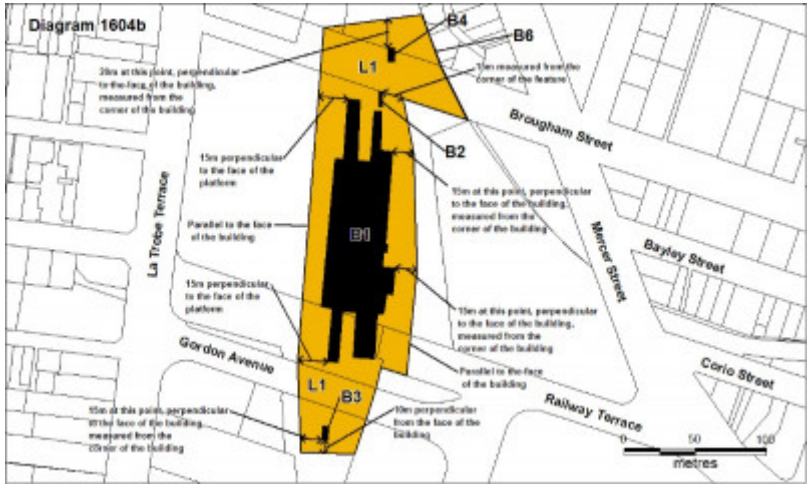 Diagram 1604b
B4
B6
20m at this point, perpendicular
to the face of the building,
measured from the
corner of the building
L1
15m measured from the
corner of the feature
Brougham Street
B2
15m perpendicular
to the face of the
platform
15m at this point, perpendicular
to the face of the building,
measured from the
corner of the building
La Trobe Terrace
Parallel to the face
of the building
B1
Mercer Street
Bayley Street
15m perpendicular
to the face of the
platform
15m at this point, perpendicular
to the face of the building,
measured from the
corner of the building
Gordon Avenue
Parallel to the face
of the building
Corio Street
L1
B3
15m at this point, perpendicular
to the face of the building,
measured from the
corner of the building
10m perpendicular
from the face of the
building
Railway Terrace
0 50 100
metres